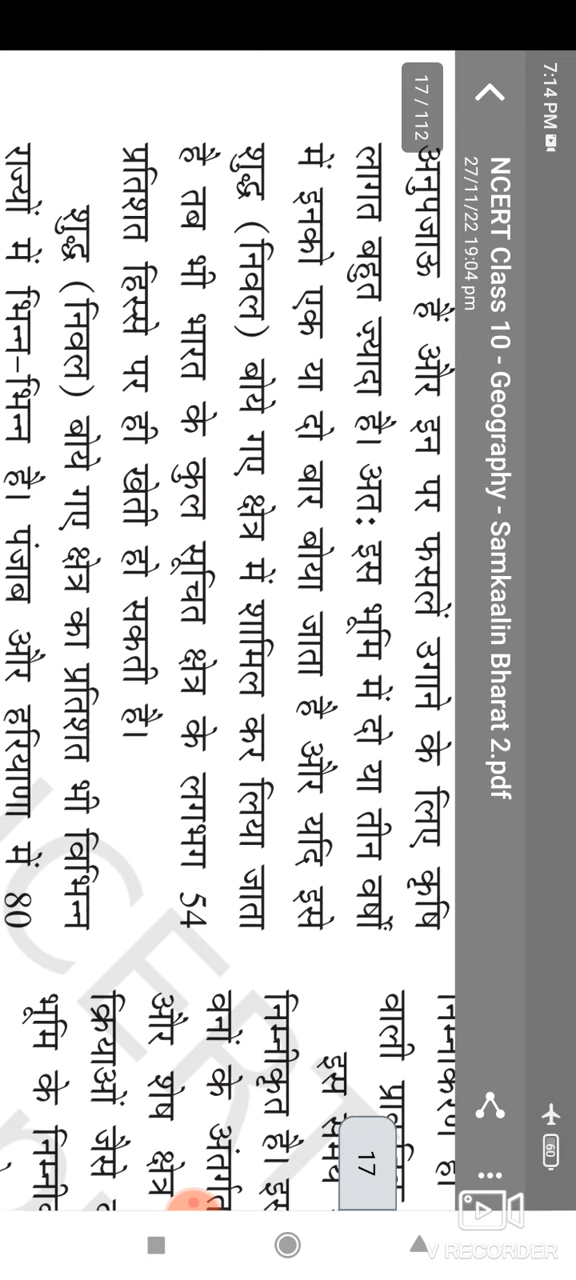 7:14 PM
60
NCERT Class 10 - Geography - Samkaalin Bharat 2.pdf
27/11/22 19:04 pm
17 / 112
अनुपजाऊ हैं और इन पर फसलें उगाने के लिए कृषि
लागत बहुत ज़्यादा है। अत: इस भूमि में दो या तीन वर्षों
में इनको एक या दो बार बोया जाता है और यदि इसे
शुद्ध (निवल) बोये गए क्षेत्र में शामिल कर लिया जाता
है तब भी भारत के कुल सूचित क्षेत्र के लगभग 54
प्रतिशत हिस्से पर ही खेती हो सकती है।
शुद्ध (निवल) बोये गए क्षेत्र का प्रतिशत भी विभिन्न
राज्यों में भिन्न-भिन्न है। पंजाब और हरियाणा में 80
निम्नीकरण हो
वाली
इस समय
निम्नीकृत है। इस
वनों के अंतर्गत
और शेष क्षेत्र
क्रियाओं जैसे
भूमि के
17
V RECORDER
NCERT